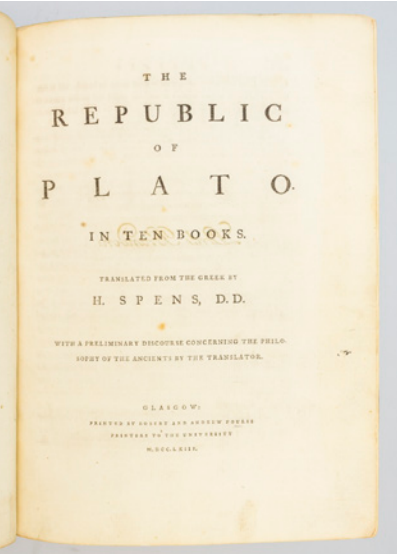 THE
REPUBLIC
OF
PLATO.
IN TEN BOOKS.
TRANSLATED FROM THE GREEK BY
H. SPENS, D.D.
WITH A PRELIMINARY DISCOURSE CONCERNING THE PHILO-
SOPHY OF THE ANCIENTS BY THE TRANSLATOR.
GLASGOW:
PRINTED BY ROBERT AND ANDREW FOULIS
PRINTERS TO THE UNIVERSITY
M.DCC.LXIII.